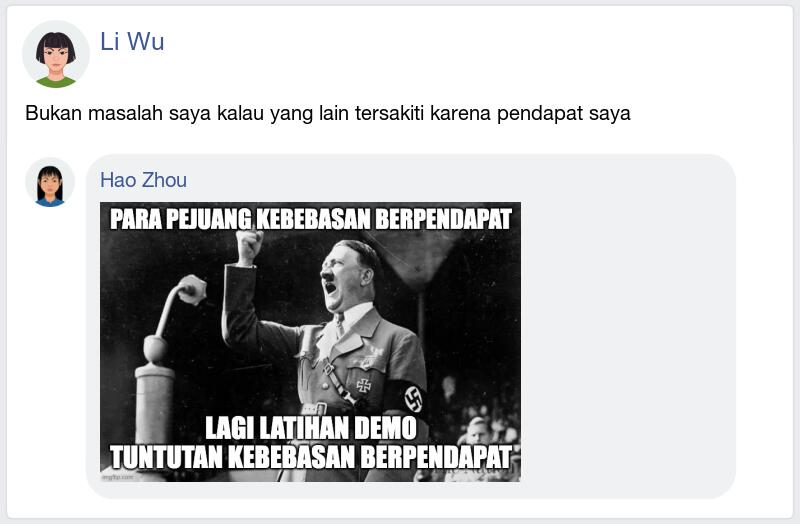 Li Wu
Bukan masalah saya kalau yang lain tersakiti karena pendapat saya
Hao Zhou
PARA PEJUANG KEBEBASAN BERPENDAPAT
LAGI LATIHAN DEMO
TUNTUTAN KEBEBASAN BERPENDAPAT
imgflip.com